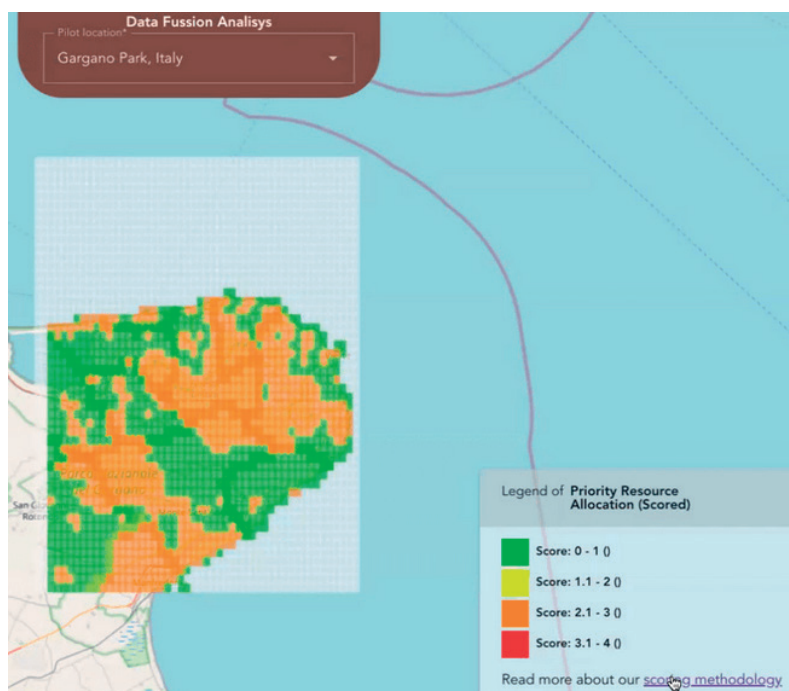 Data Fussion Analisys
Pilot location*
Gargano Park, Italy
Legend of Priority Resource
Allocation (Scored)
Score: 0 - 1 ()
Score: 1.1 - 2 ()
Score: 2.1 - 3 ()
Score: 3.1 - 4 ()
Read more about our scoring methodology